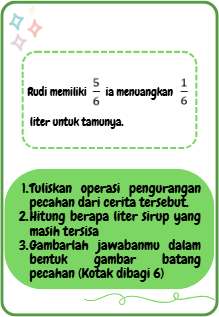 Rudi memiliki 5/6 ia menuangkan 1/6
liter untuk tamunya.
1.Tuliskan operasi pengurangan
pecahan dari cerita tersebut.
2.Hitung berapa liter sirup yang
masih tersisa
3.Gambarlah jawabanmu dalam
bentuk gambar batang
pecahan (Kotak dibagi 6)